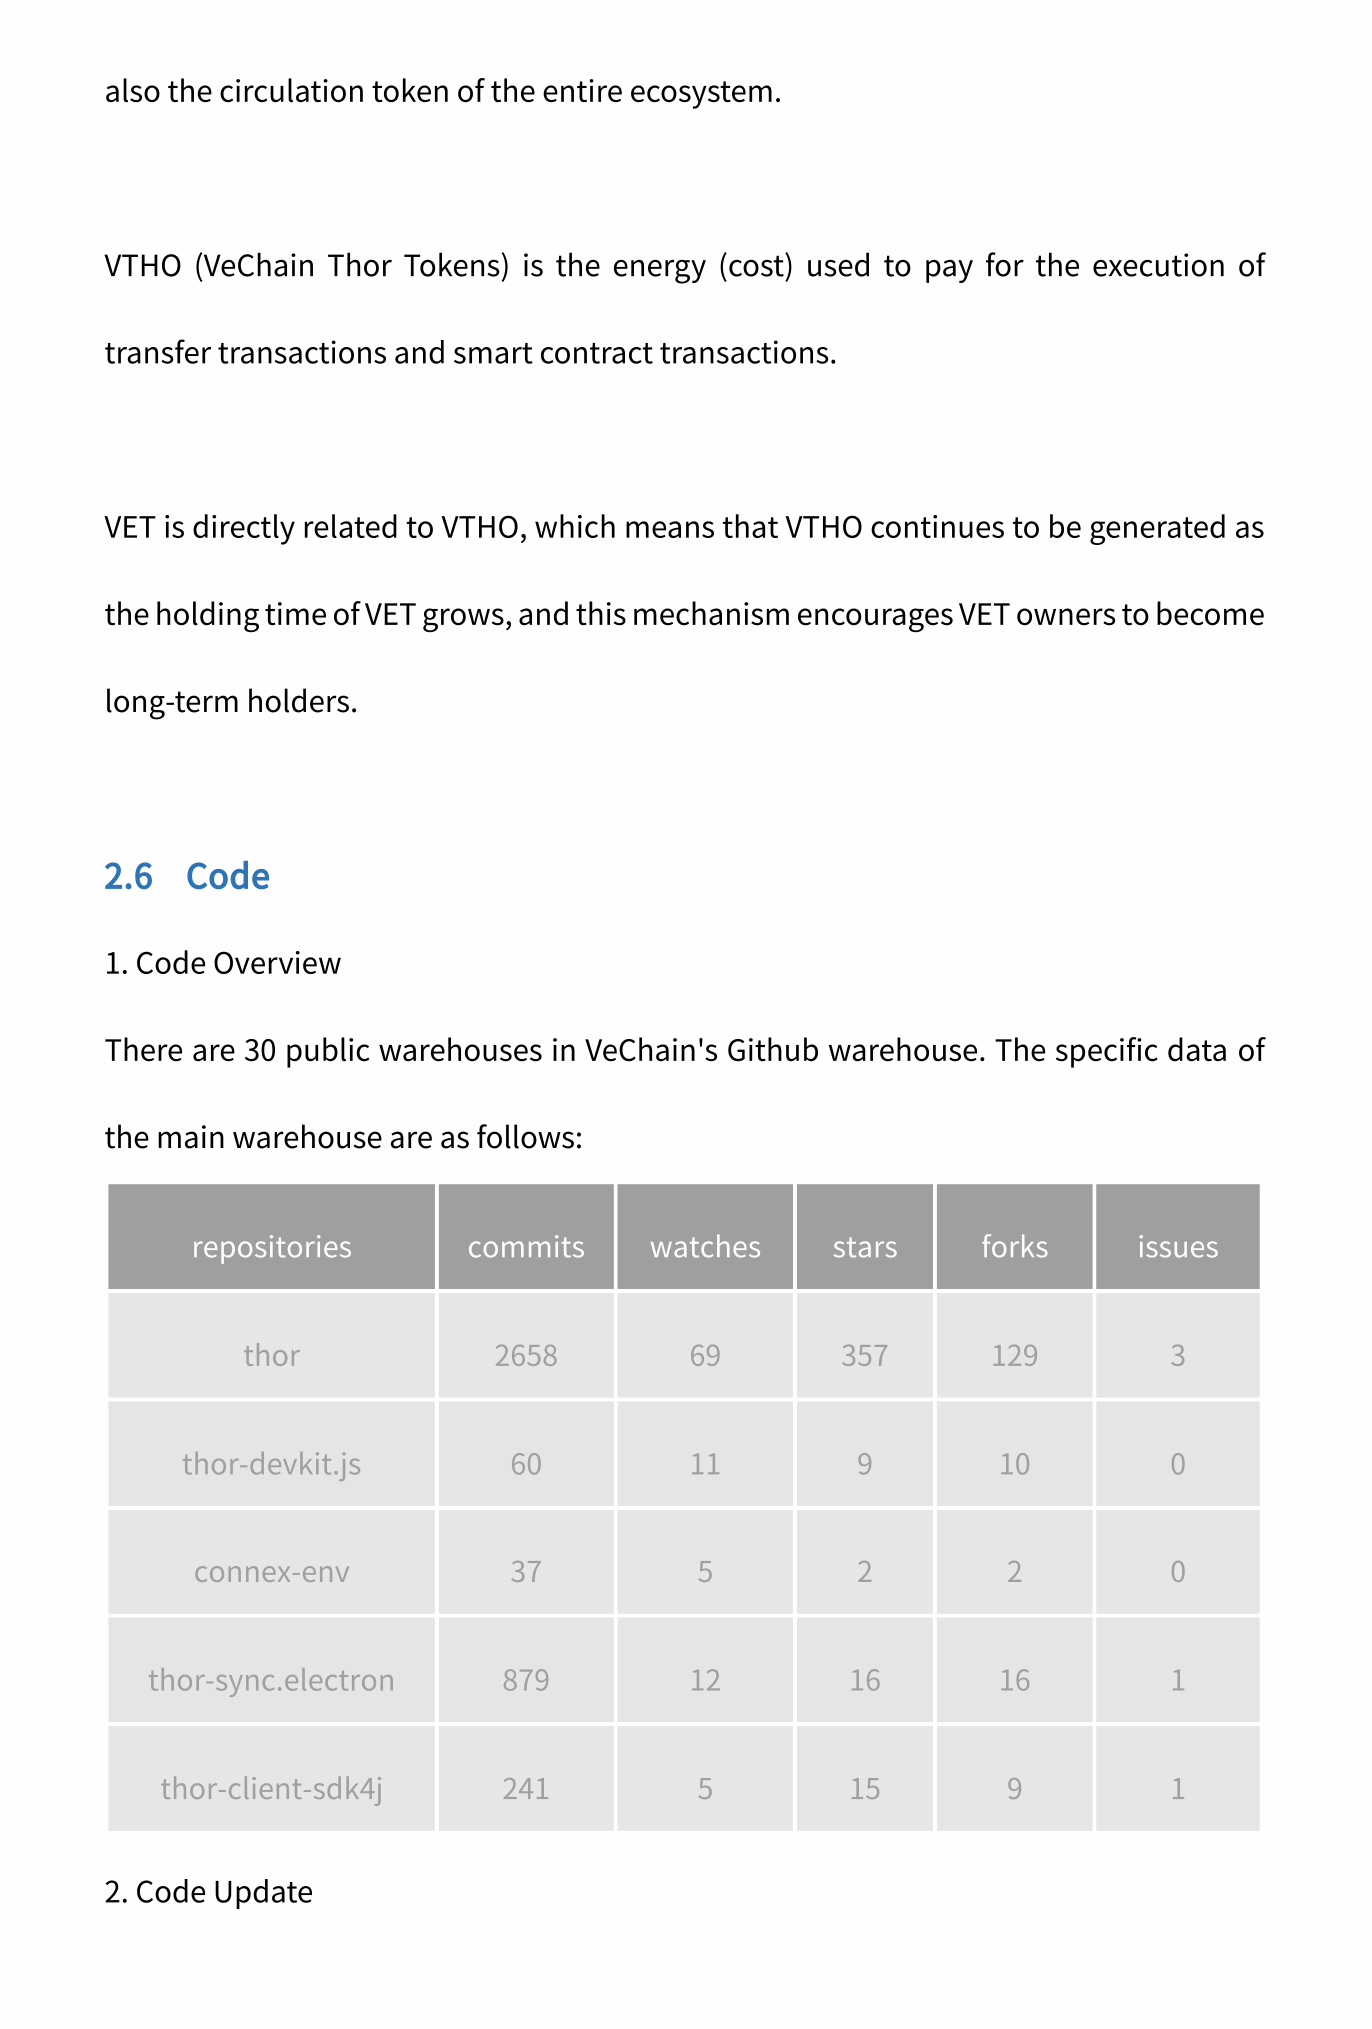 also the circulation token of the entire ecosystem.
VTHO (VeChain Thor Tokens) is the energy (cost) used to pay for the execution of
transfer transactions and smart contract transactions.
VET is directly related to VTHO, which means that VTHO continues to be generated as
the holding time of VET grows, and this mechanism encourages VET owners to become
long-term holders.
2.6 Code
1. Code Overview
There are 30 public warehouses in VeChain's Github warehouse. The specific data of
the main warehouse are as follows:
repositories commits watches stars forks issues
thor 2658 69 357 129 3
thor-devkit.js 60 11 9 10 0
connex-env 37 5 2 2 0
thor-sync.electron 879 12 16 16 1
thor-client-sdk4j 241 5 15 9 1
2. Code Update